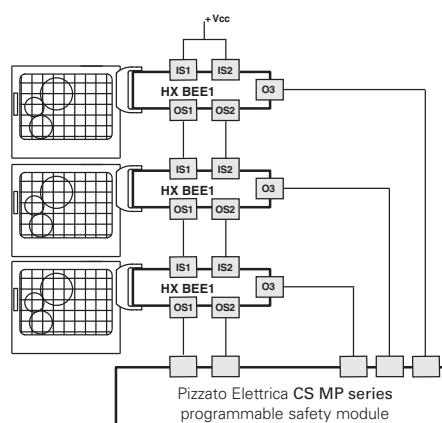 + Vcc
IS1 IS2
HX BEE1
O3
OS1 OS2
IS1 IS2
HX BEE1
O3
OS1 OS2
IS1 IS2
HX BEE1
O3
OS1 OS2
Pizzato Elettrica CS MP series
programmable safety module